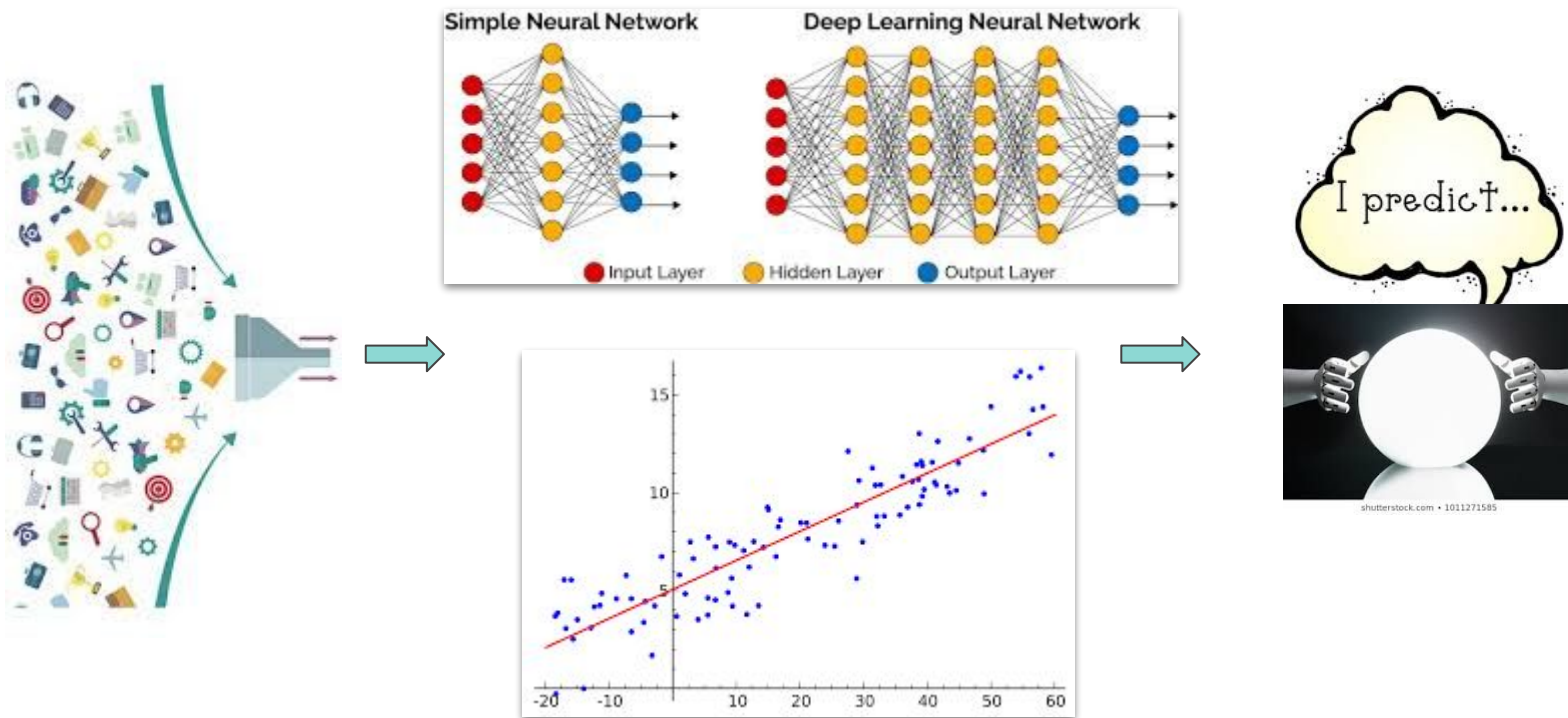 Simple Neural Network
Deep Learning Neural Network
Input Layer
Hidden Layer
Output Layer
I predict...
15
10
5
-20
-10
10
20
30
40
50
60
shutterstock.com • 1011271585